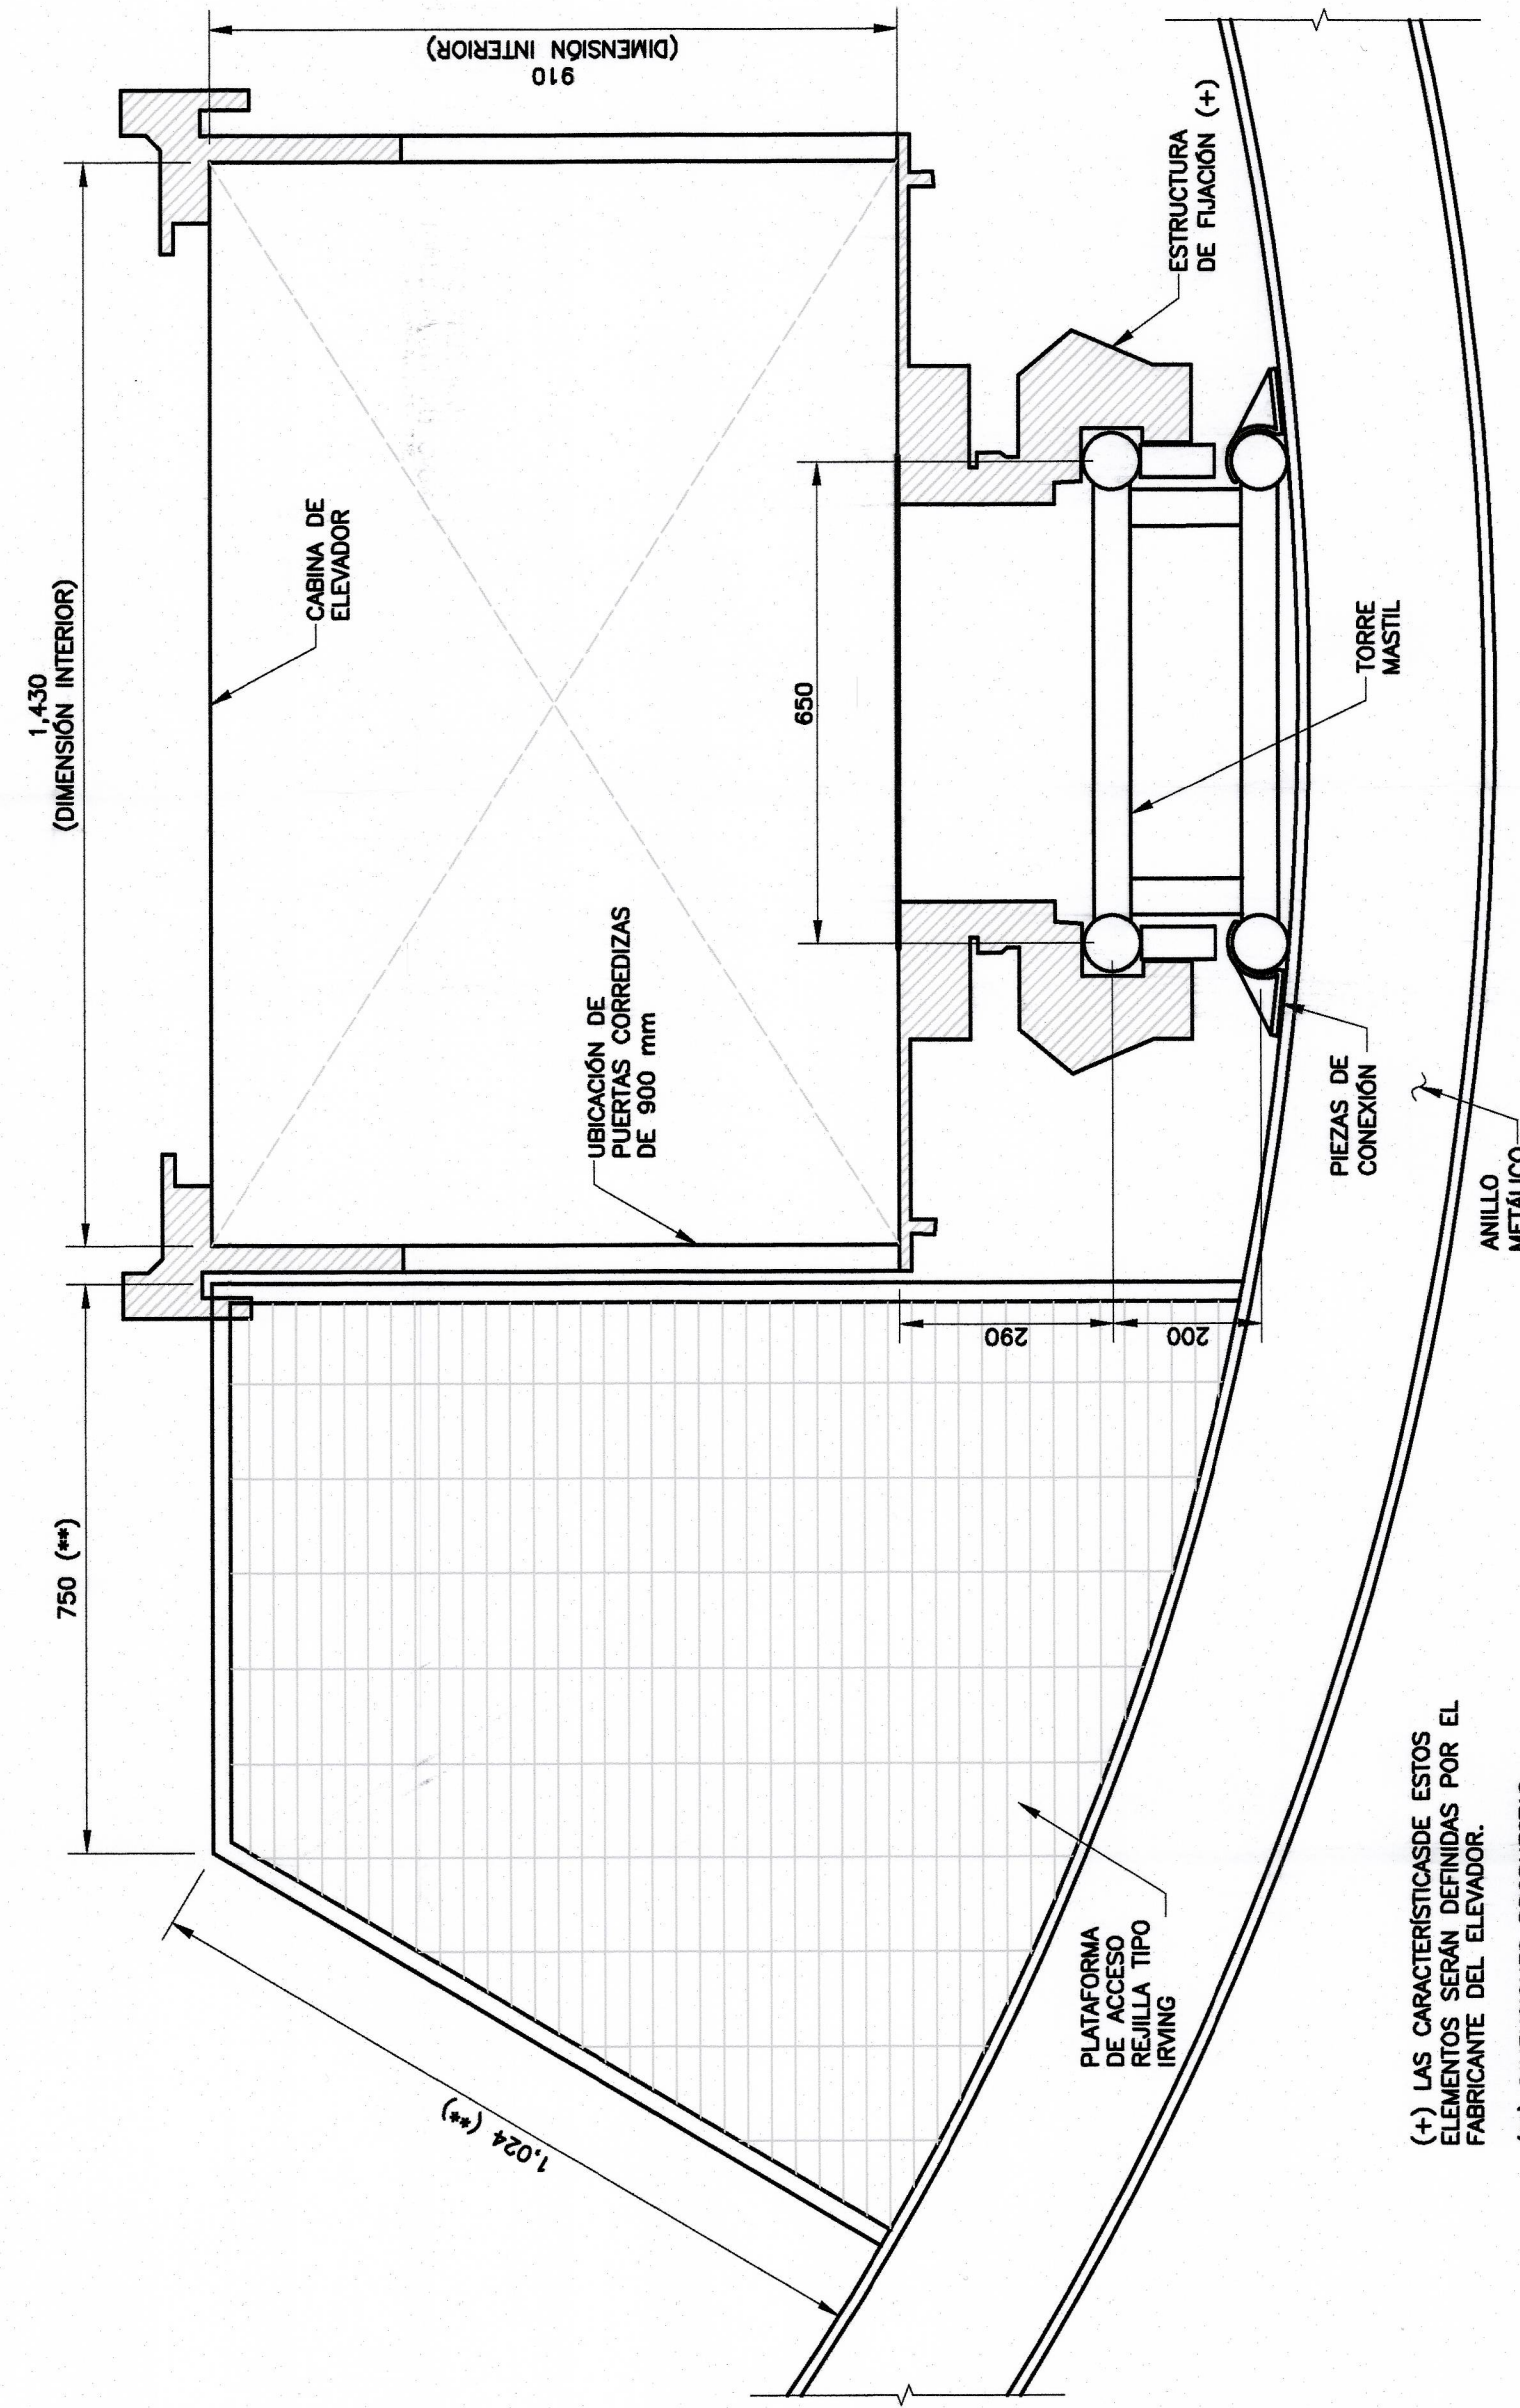 750 (**)
1,430
(DIMENSIÓN INTERIOR)
CABINA DE
ELEVADOR
910
(DIMENSIÓN INTERIOR)
1,024 (**)
UBICACIÓN DE
PUERTAS CORREDIZAS
DE 900 mm
650
290
200
PLATAFORMA
DE ACCESO
REJILLA TIPO
IRVING
ESTRUCTURA
DE FIJACIÓN (+)
PIEZAS DE
CONEXIÓN
TORRE
MASTIL
ANILLO
METÁLICO
(+) LAS CARACTERÍSTICASDE ESTOS
ELEMENTOS SERÁN DEFINIDAS POR EL
FABRICANTE DEL ELEVADOR.